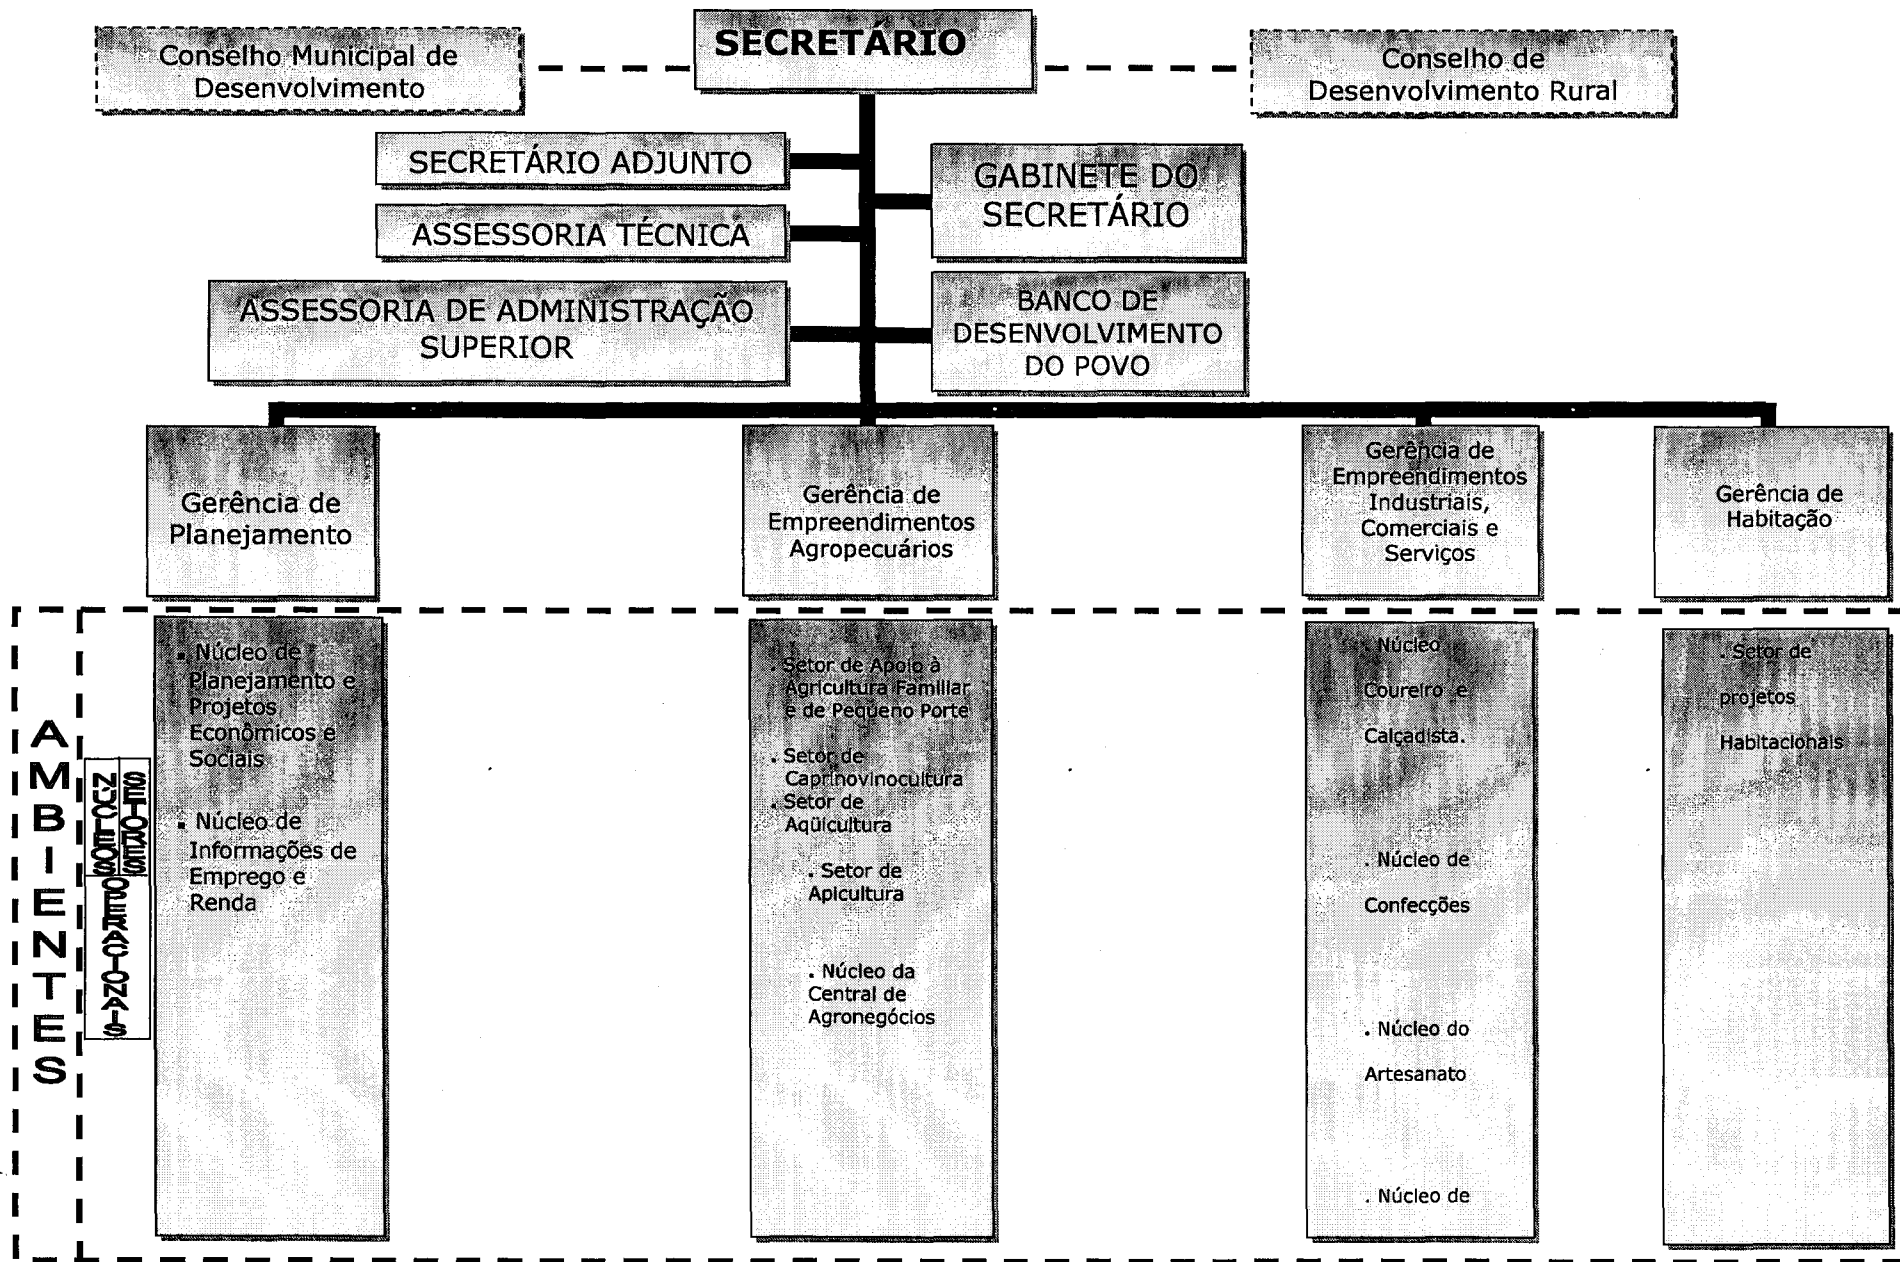 SECRETÁRIO
Conselho Municipal de
Desenvolvimento
Conselho de
Desenvolvimento Rural
SECRETÁRIO ADJUNTO
GABINETE DO
SECRETÁRIO
ASSESSORIA TÉCNICA
ASSESSORIA DE ADMINISTRAÇÃO
SUPERIOR
BANCO DE
DESENVOLVIMENTO
DO POVO
Gerência de
Planejamento
Gerência de
Empreendimentos
Agropecuários
Gerência de
Empreendimentos
Industriais,
Comerciais e
Serviços
Gerência de
Habitação
AMBIENTES
SETORES
NÚCLEOS
OPERACIONAIS
. Núcleo de
Planejamento e
Projetos
Econômicos e
Sociais
. Núcleo de
Informações de
Emprego e
Renda
. Setor de Apoio à
Agricultura Familiar
e de Pequeno Porte
. Setor de
Caprinovinocultura
. Setor de
Aqüicultura
. Setor de
Apicultura
. Núcleo da
Central de
Agronegócios
. Núcleo
Coureiro e
Calçadista.
. Núcleo de
Confecções
. Núcleo do
Artesanato
. Núcleo de
. Setor de
projetos
Habitacionais